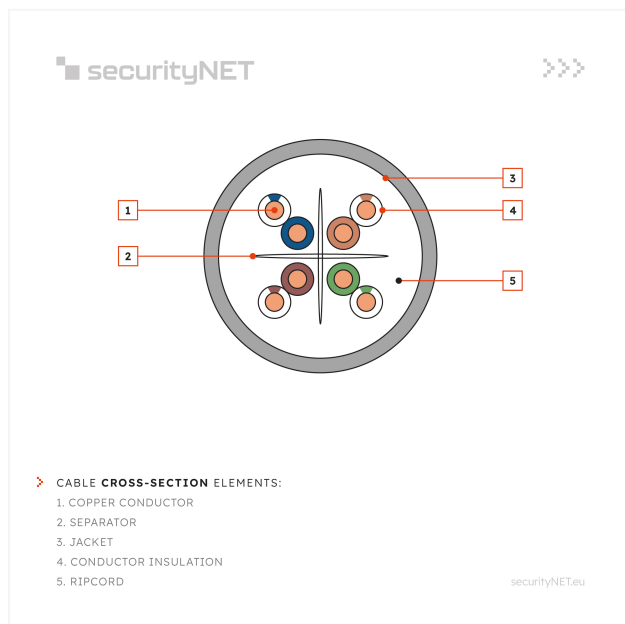 securityNET
3
1
4
2
5
CABLE CROSS-SECTION ELEMENTS:
1. COPPER CONDUCTOR
2. SEPARATOR
3. JACKET
4. CONDUCTOR INSULATION
5. RIPCORD
securityNET.eu